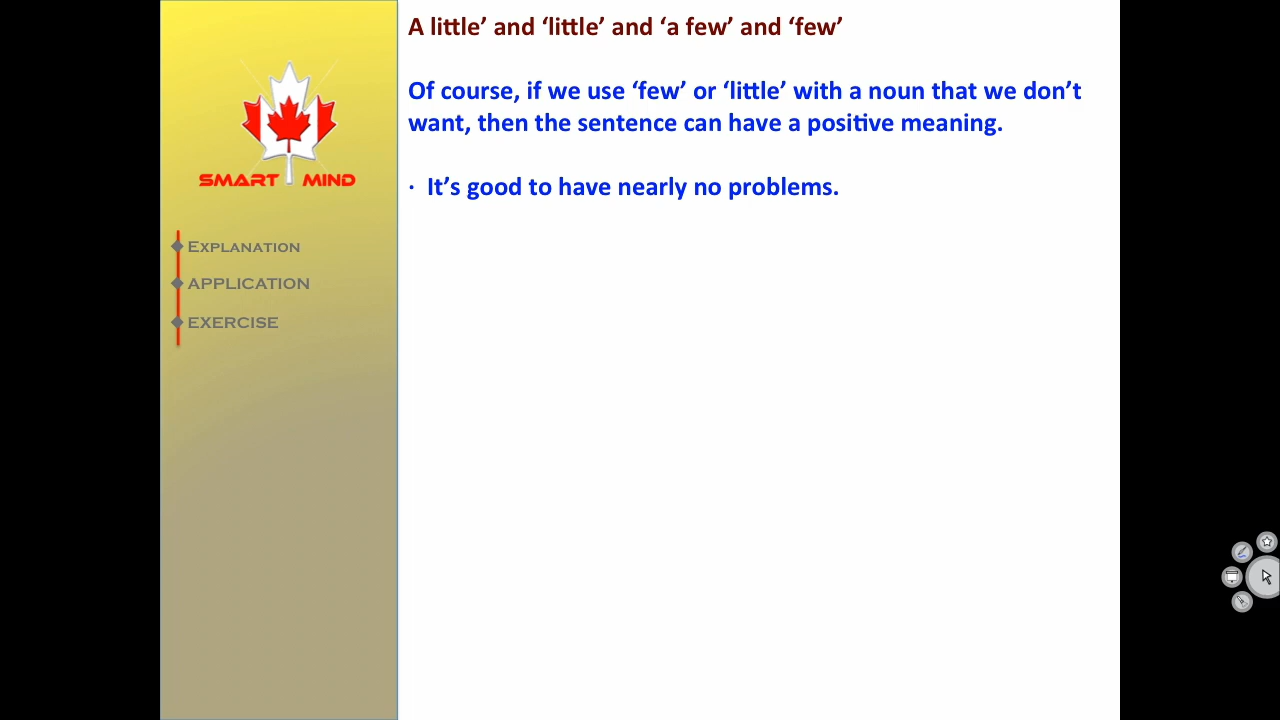 A little’ and ‘little’ and ‘a few’ and ‘few’
Of course, if we use ‘few’ or ‘little’ with a noun that we don’t
want, then the sentence can have a positive meaning.
· It’s good to have nearly no problems.
SMART MIND
EXPLANATION
APPLICATION
EXERCISE